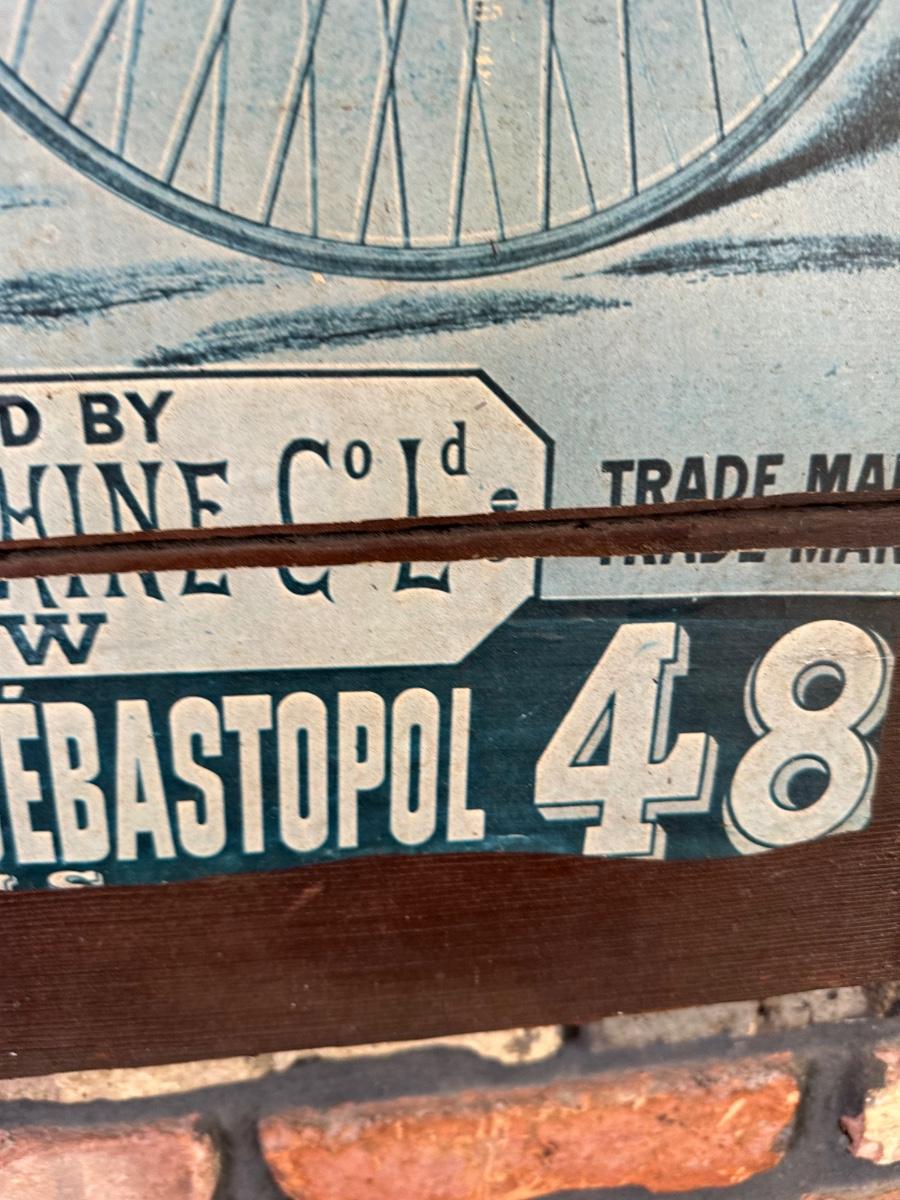 D BY
HINE Co Ld
TRADE MA
W
ÉBASTOPOL 48